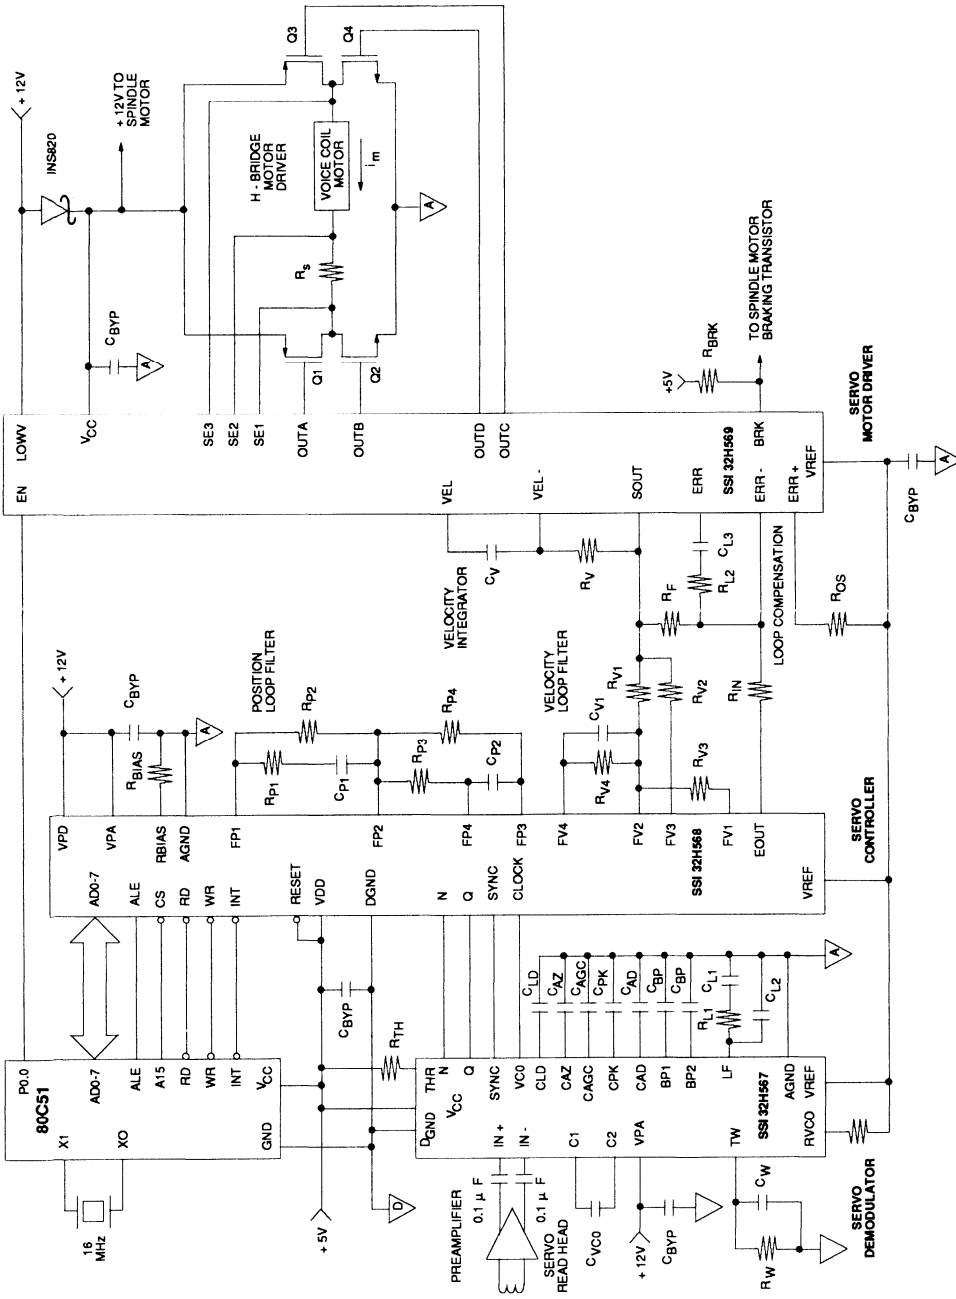 16
MHz
X1
XO
80C51
P0.0
AD0-7
ALE
A15
RD
WR
INT
VCC
GND
+ 5V
D
CBYP
RTH
+ 12V
VPD
AD0-7
VPA
ALE
CS
RBIAS
RD
AGND
WR
INT
RESET
VDD
DGND
N
Q
SYNC
CLOCK
FP1
FP2
FP4
FP3
FV4
FV2
FV3
FV1
EOUT
VREF
SSI 32H568
SERVO
CONTROLLER
CBYP
RBIAS
A
POSITION
LOOP FILTER
RP1
CP1
RP2
RP3
CP2
RP4
VELOCITY
LOOP FILTER
RV4
CV1
RV1
RV2
RV3
RIN
VELOCITY
INTEGRATOR
CV
RV
RF
RL2
CL3
LOOP COMPENSATION
ROS
PREAMPLIFIER
SERVO
READ HEAD
0.1 µ F
0.1 µ F
CVC0
+ 12V
CBYP
RW
CW
DGND
VCC
THR
N
Q
SYNC
VC0
CLD
CAZ
CAGC
CPK
CAD
BP1
BP2
LF
AGND
VREF
RVCO
IN +
IN -
C1
C2
VPA
TW
SSI 32H567
SERVO
DEMODULATOR
CLD
CAZ
CAGC
CPK
CAD
CBP
CBP
RL1
CL1
CL2
A
EN
LOWV
VCC
SE3
SE2
SE1
OUTA
OUTB
OUTD
OUTC
VEL
VEL -
SOUT
ERR
ERR -
BRK
ERR +
VREF
SSI 32H569
SERVO
MOTOR DRIVER
CBYP
A
+ 12V
INS820
+ 12V TO
SPINDLE
MOTOR
CBYP
A
H - BRIDGE
MOTOR
DRIVER
VOICE COIL
MOTOR
im
RS
Q1
Q2
Q3
Q4
A
+5V
RBRK
TO SPINDLE MOTOR
BRAKING TRANSISTOR